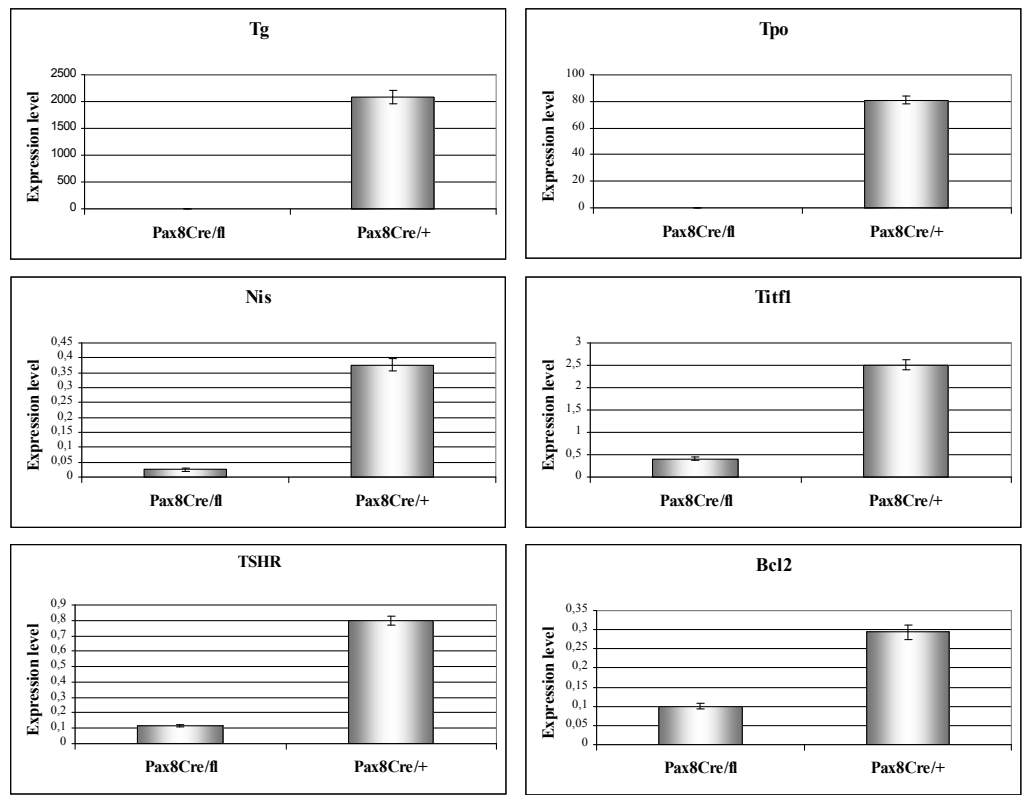 Tg
Expression level
2500
2000
1500
1000
500
0
Pax8Cre/fl
Pax8Cre/+
Tpo
Expression level
100
80
60
40
20
0
Pax8Cre/fl
Pax8Cre/+
Nis
Expression level
0,45
0,4
0,35
0,3
0,25
0,2
0,15
0,1
0,05
0
Pax8Cre/fl
Pax8Cre/+
Titf1
Expression level
3
2,5
2
1,5
1
0,5
0
Pax8Cre/fl
Pax8Cre/+
TSHR
Expression level
0,9
0,8
0,7
0,6
0,5
0,4
0,3
0,2
0,1
0
Pax8Cre/fl
Pax8Cre/+
Bcl2
Expression level
0,35
0,3
0,25
0,2
0,15
0,1
0,05
0
Pax8Cre/fl
Pax8Cre/+